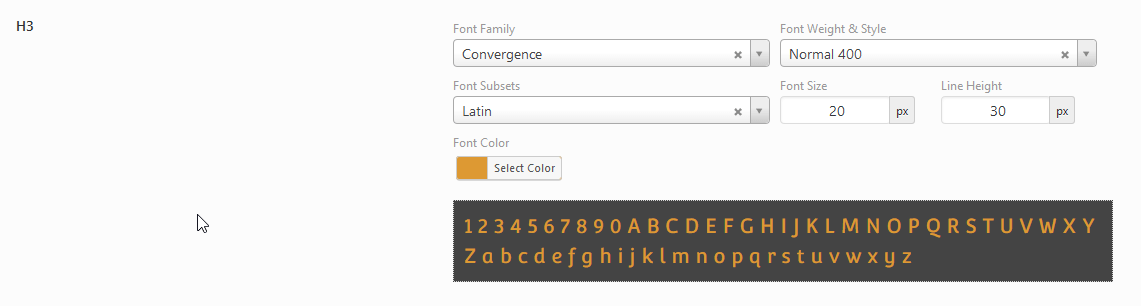 H3
Font Family
Font Weight & Style
Convergence
Normal 400
Font Subsets
Font Size
Line Height
Latin
20 px
30 px
Font Color
Select Color
1 2 3 4 5 6 7 8 9 0 A B C D E F G H I J K L M N O P Q R S T U V W X Y
Z a b c d e f g h i j k l m n o p q r s t u v w x y z